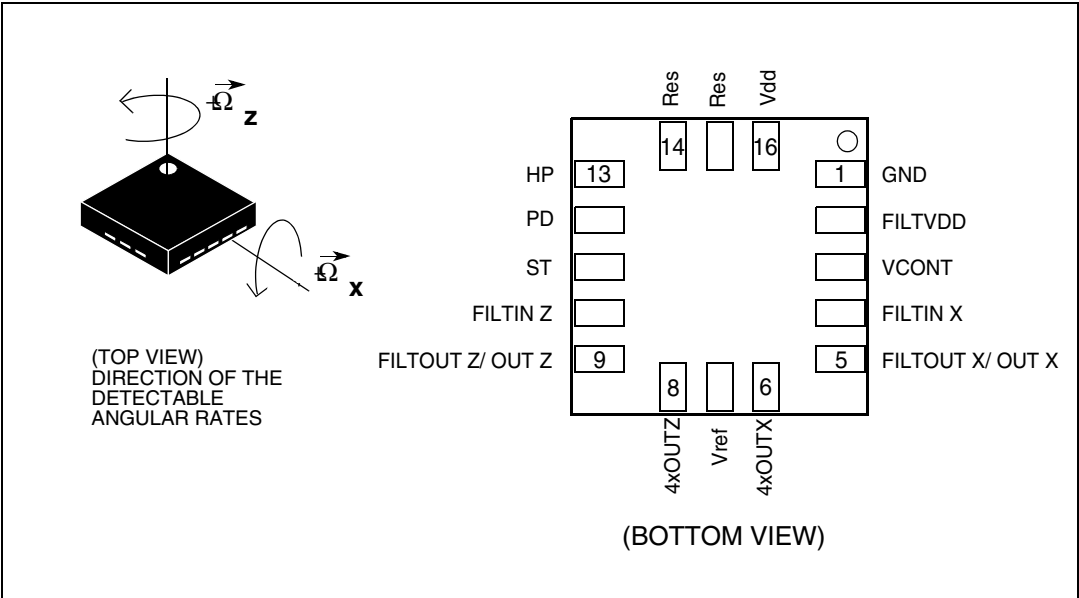 +Ω z
+Ω x
(TOP VIEW)
DIRECTION OF THE
DETECTABLE
ANGULAR RATES
Res
Res
Vdd
14
16
HP
13
1
GND
PD
FILTVDD
ST
VCONT
FILTIN Z
FILTIN X
FILTOUT Z/ OUT Z
9
5
FILTOUT X/ OUT X
8
6
4xOUTZ
Vref
4xOUTX
(BOTTOM VIEW)